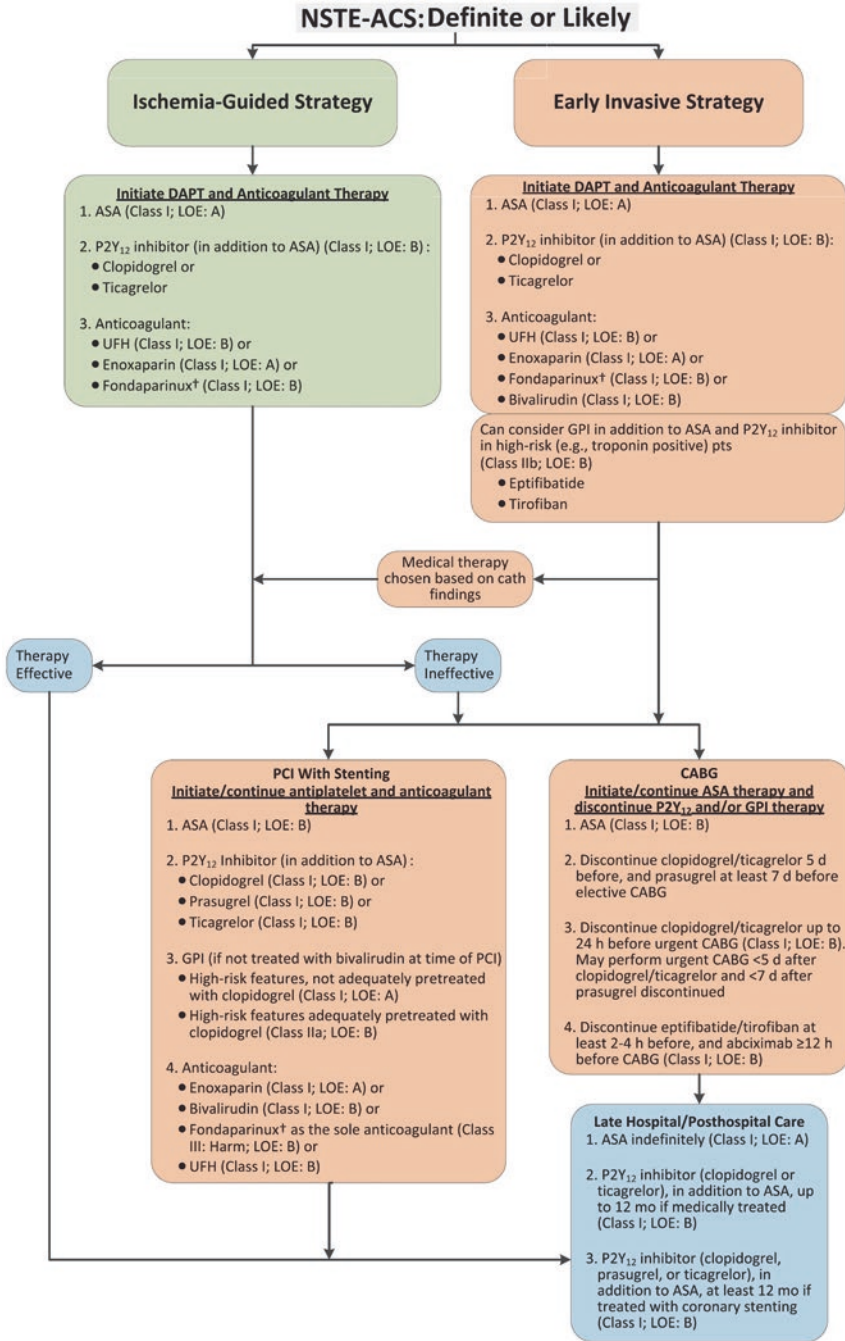 NSTE-ACS: Definite or Likely
Ischemia-Guided Strategy
Early Invasive Strategy
Initiate DAPT and Anticoagulant Therapy
1. ASA (Class I; LOE: A)
2. P2Y₁₂ inhibitor (in addition to ASA) (Class I; LOE: B) :
● Clopidogrel or
● Ticagrelor
3. Anticoagulant:
● UFH (Class I; LOE: B) or
● Enoxaparin (Class I; LOE: A) or
● Fondaparinux† (Class I; LOE: B)
Initiate DAPT and Anticoagulant Therapy
1. ASA (Class I; LOE: A)
2. P2Y₁₂ inhibitor (in addition to ASA) (Class I; LOE: B):
● Clopidogrel or
● Ticagrelor
3. Anticoagulant:
● UFH (Class I; LOE: B) or
● Enoxaparin (Class I; LOE: A) or
● Fondaparinux† (Class I; LOE: B) or
● Bivalirudin (Class I; LOE: B)
Can consider GPI in addition to ASA and P2Y₁₂ inhibitor
in high-risk (e.g., troponin positive) pts
(Class IIb; LOE: B)
● Eptifibatide
● Tirofiban
Medical therapy
chosen based on cath
findings
Therapy
Effective
Therapy
Ineffective
PCI With Stenting
Initiate/continue antiplatelet and anticoagulant
therapy
1. ASA (Class I; LOE: B)
2. P2Y₁₂ Inhibitor (in addition to ASA) :
● Clopidogrel (Class I; LOE: B) or
● Prasugrel (Class I; LOE: B) or
● Ticagrelor (Class I; LOE: B)
3. GPI (if not treated with bivalirudin at time of PCI)
● High-risk features, not adequately pretreated
with clopidogrel (Class I; LOE: A)
● High-risk features adequately pretreated with
clopidogrel (Class IIa; LOE: B)
4. Anticoagulant:
● Enoxaparin (Class I; LOE: A) or
● Bivalirudin (Class I; LOE: B) or
● Fondaparinux† as the sole anticoagulant (Class
III: Harm; LOE: B) or
● UFH (Class I; LOE: B)
CABG
Initiate/continue ASA therapy and
discontinue P2Y₁₂ and/or GPI therapy
1. ASA (Class I; LOE: B)
2. Discontinue clopidogrel/ticagrelor 5 d
before, and prasugrel at least 7 d before
elective CABG
3. Discontinue clopidogrel/ticagrelor up to
24 h before urgent CABG (Class I; LOE: B).
May perform urgent CABG <5 d after
clopidogrel/ticagrelor and <7 d after
prasugrel discontinued
4. Discontinue eptifibatide/tirofiban at
least 2-4 h before, and abciximab ≥12 h
before CABG (Class I; LOE: B)
Late Hospital/Posthospital Care
1. ASA indefinitely (Class I; LOE: A)
2. P2Y₁₂ inhibitor (clopidogrel or
ticagrelor), in addition to ASA, up
to 12 mo if medically treated
(Class I; LOE: B)
3. P2Y₁₂ inhibitor (clopidogrel,
prasugrel, or ticagrelor), in
addition to ASA, at least 12 mo if
treated with coronary stenting
(Class I; LOE: B)